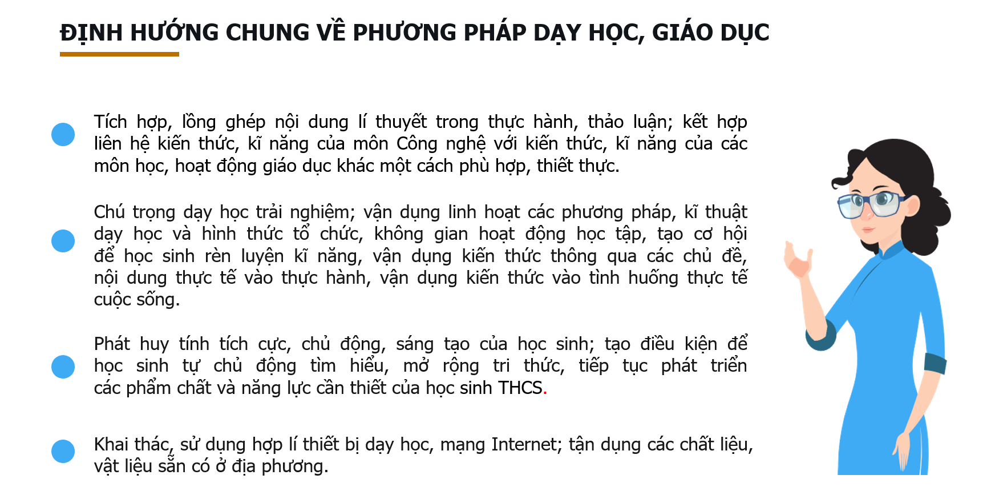 ĐỊNH HƯỚNG CHUNG VỀ PHƯƠNG PHÁP DẠY HỌC, GIÁO DỤC
Tích hợp, lồng ghép nội dung lí thuyết trong thực hành, thảo luận; kết hợp
liên hệ kiến thức, kĩ năng của môn Công nghệ với kiến thức, kĩ năng của các
môn học, hoạt động giáo dục khác một cách phù hợp, thiết thực.
Chú trọng dạy học trải nghiệm; vận dụng linh hoạt các phương pháp, kĩ thuật
dạy học và hình thức tổ chức, không gian hoạt động học tập, tạo cơ hội
để học sinh rèn luyện kĩ năng, vận dụng kiến thức thông qua các chủ đề,
nội dung thực tế vào thực hành, vận dụng kiến thức vào tình huống thực tế
cuộc sống.
Phát huy tính tích cực, chủ động, sáng tạo của học sinh; tạo điều kiện để
học sinh tự chủ động tìm hiểu, mở rộng tri thức, tiếp tục phát triển
các phẩm chất và năng lực cần thiết của học sinh THCS.
Khai thác, sử dụng hợp lí thiết bị dạy học, mạng Internet; tận dụng các chất liệu,
vật liệu sẵn có ở địa phương.